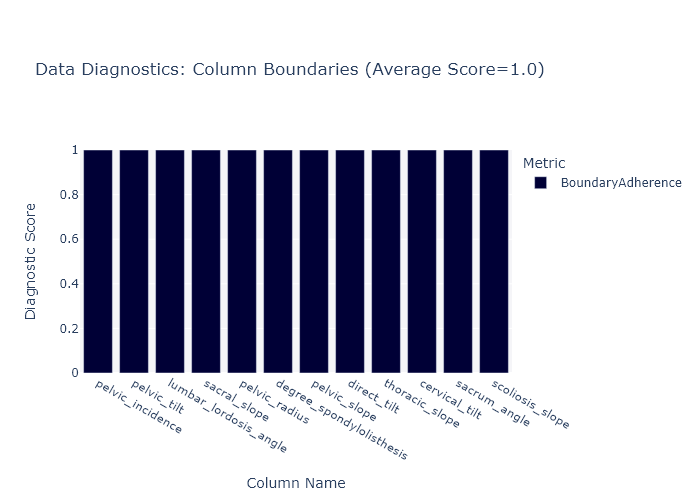 Data Diagnostics: Column Boundaries (Average Score=1.0)
Metric
BoundaryAdherence
Diagnostic Score
1
0.8
0.6
0.4
0.2
0
pelvic_incidence
pelvic_tilt
lumbar_lordosis_angle
sacral_slope
pelvic_radius
degree_spondylolisthesis
pelvic_slope
direct_tilt
thoracic_slope
cervical_tilt
sacrum_angle
scoliosis_slope
Column Name